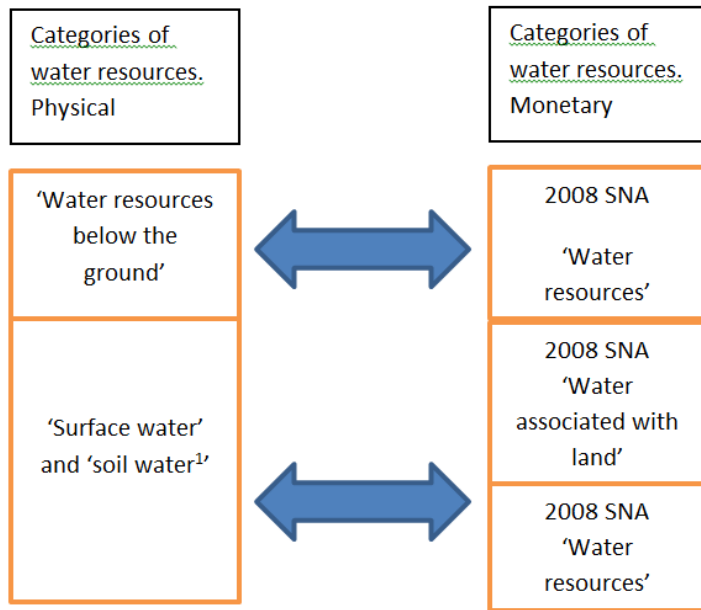 Categories of
water resources.
Physical
Categories of
water resources.
Monetary
‘Water resources
below the
ground’
2008 SNA
‘Water
resources’
‘Surface water’
and ‘soil water¹’
2008 SNA
‘Water
associated with
land’
2008 SNA
‘Water
resources’